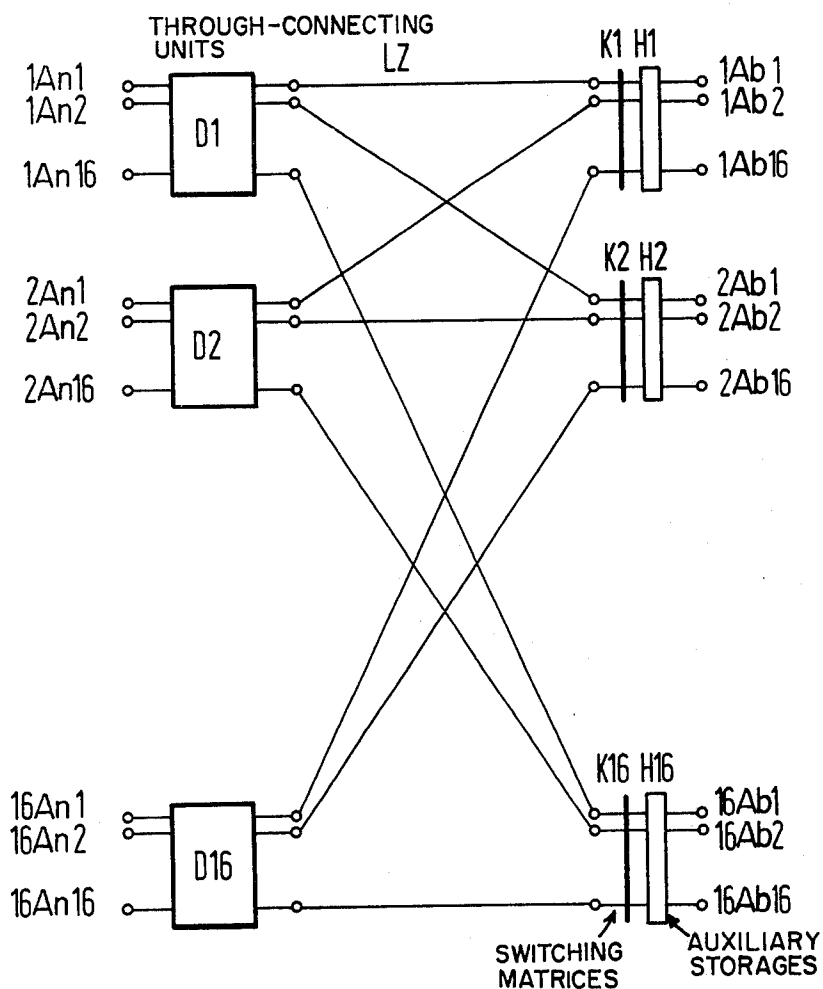 THROUGH-CONNECTING
UNITS
LZ
K1 H1
1An1
1An2
D1
1Ab1
1Ab2
1An16
1Ab16
K2 H2
2An1
2An2
D2
2Ab1
2Ab2
2An16
2Ab16
K16 H16
16An1
16An2
D16
16Ab1
16Ab2
16An16
16Ab16
SWITCHING
MATRICES
AUXILIARY
STORAGES